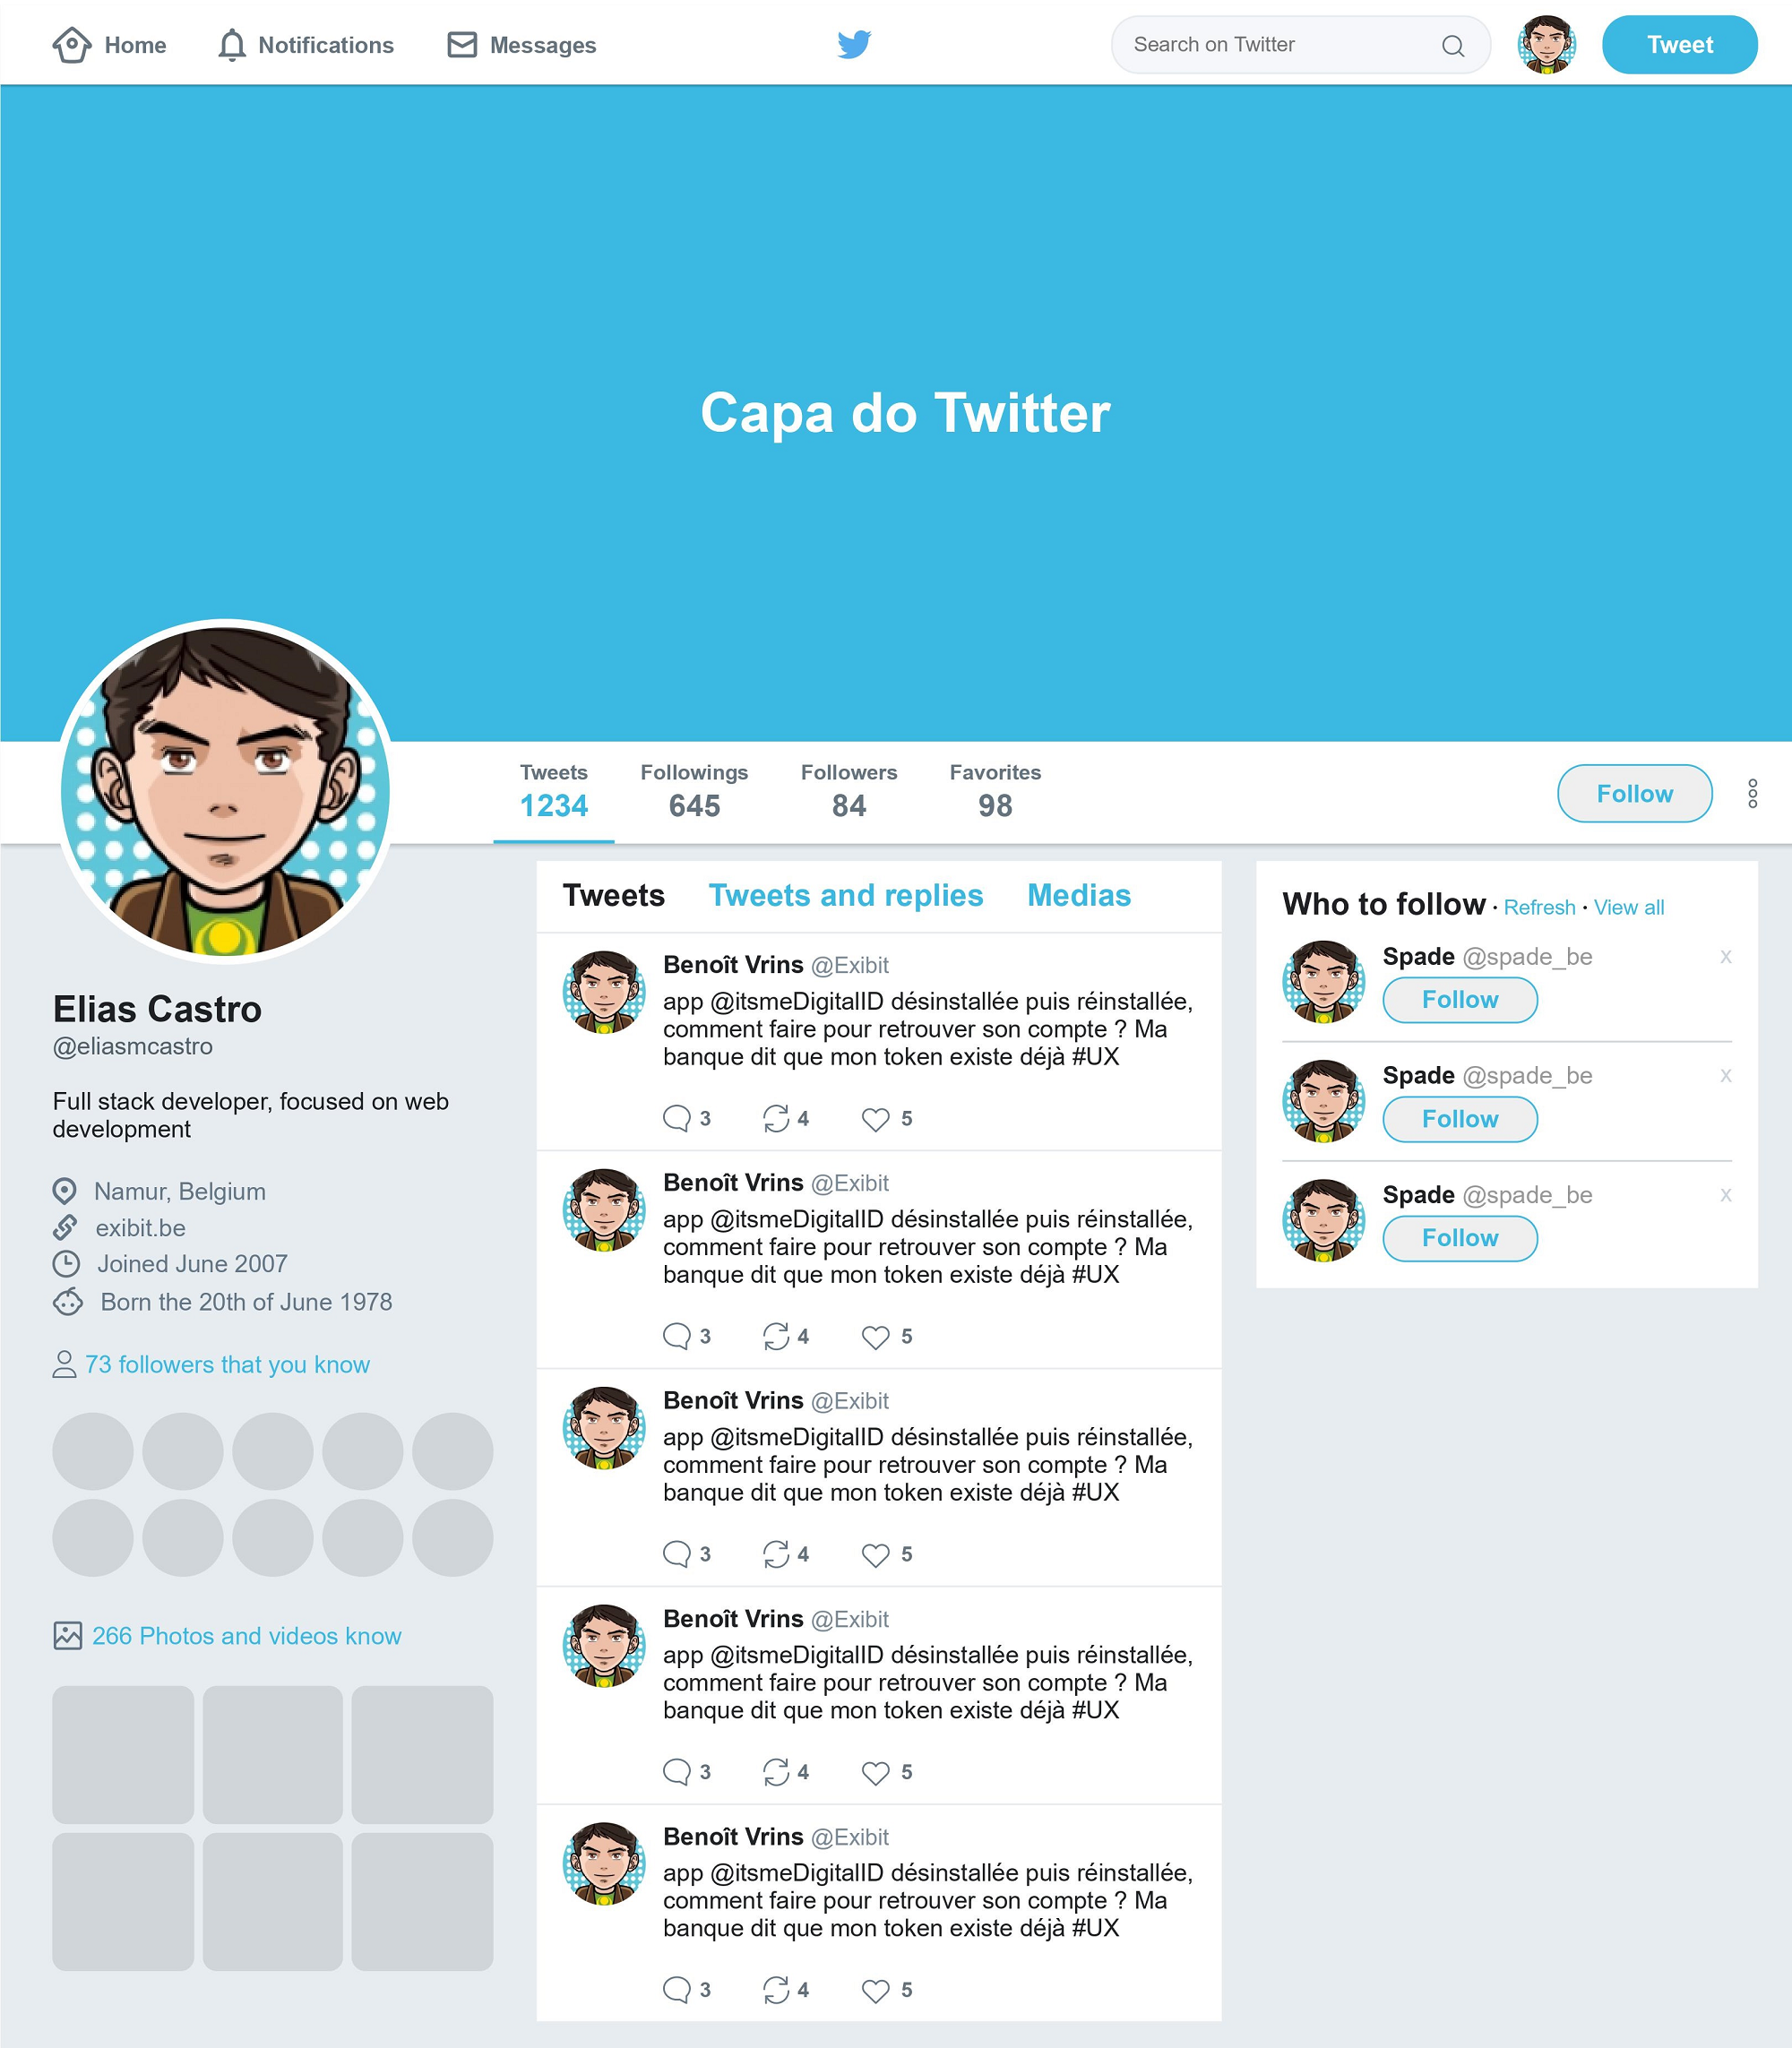 Home Notifications Messages Search on Twitter Tweet
Capa do Twitter
Tweets Followings Followers Favorites
1234 645 84 98
Follow
Elias Castro
@eliasmcastro
Full stack developer, focused on web
development
Namur, Belgium
exibit.be
Joined June 2007
Born the 20th of June 1978
73 followers that you know
266 Photos and videos know
Tweets Tweets and replies Medias
Benoît Vrins @Exibit
app @itsmeDigitalID désinstallée puis réinstallée,
comment faire pour retrouver son compte ? Ma
banque dit que mon token existe déjà #UX
3 4 5
Benoît Vrins @Exibit
app @itsmeDigitalID désinstallée puis réinstallée,
comment faire pour retrouver son compte ? Ma
banque dit que mon token existe déjà #UX
3 4 5
Benoît Vrins @Exibit
app @itsmeDigitalID désinstallée puis réinstallée,
comment faire pour retrouver son compte ? Ma
banque dit que mon token existe déjà #UX
3 4 5
Benoît Vrins @Exibit
app @itsmeDigitalID désinstallée puis réinstallée,
comment faire pour retrouver son compte ? Ma
banque dit que mon token existe déjà #UX
3 4 5
Benoît Vrins @Exibit
app @itsmeDigitalID désinstallée puis réinstallée,
comment faire pour retrouver son compte ? Ma
banque dit que mon token existe déjà #UX
3 4 5
Who to follow · Refresh · View all
Spade @spade_be x
Follow
Spade @spade_be x
Follow
Spade @spade_be x
Follow